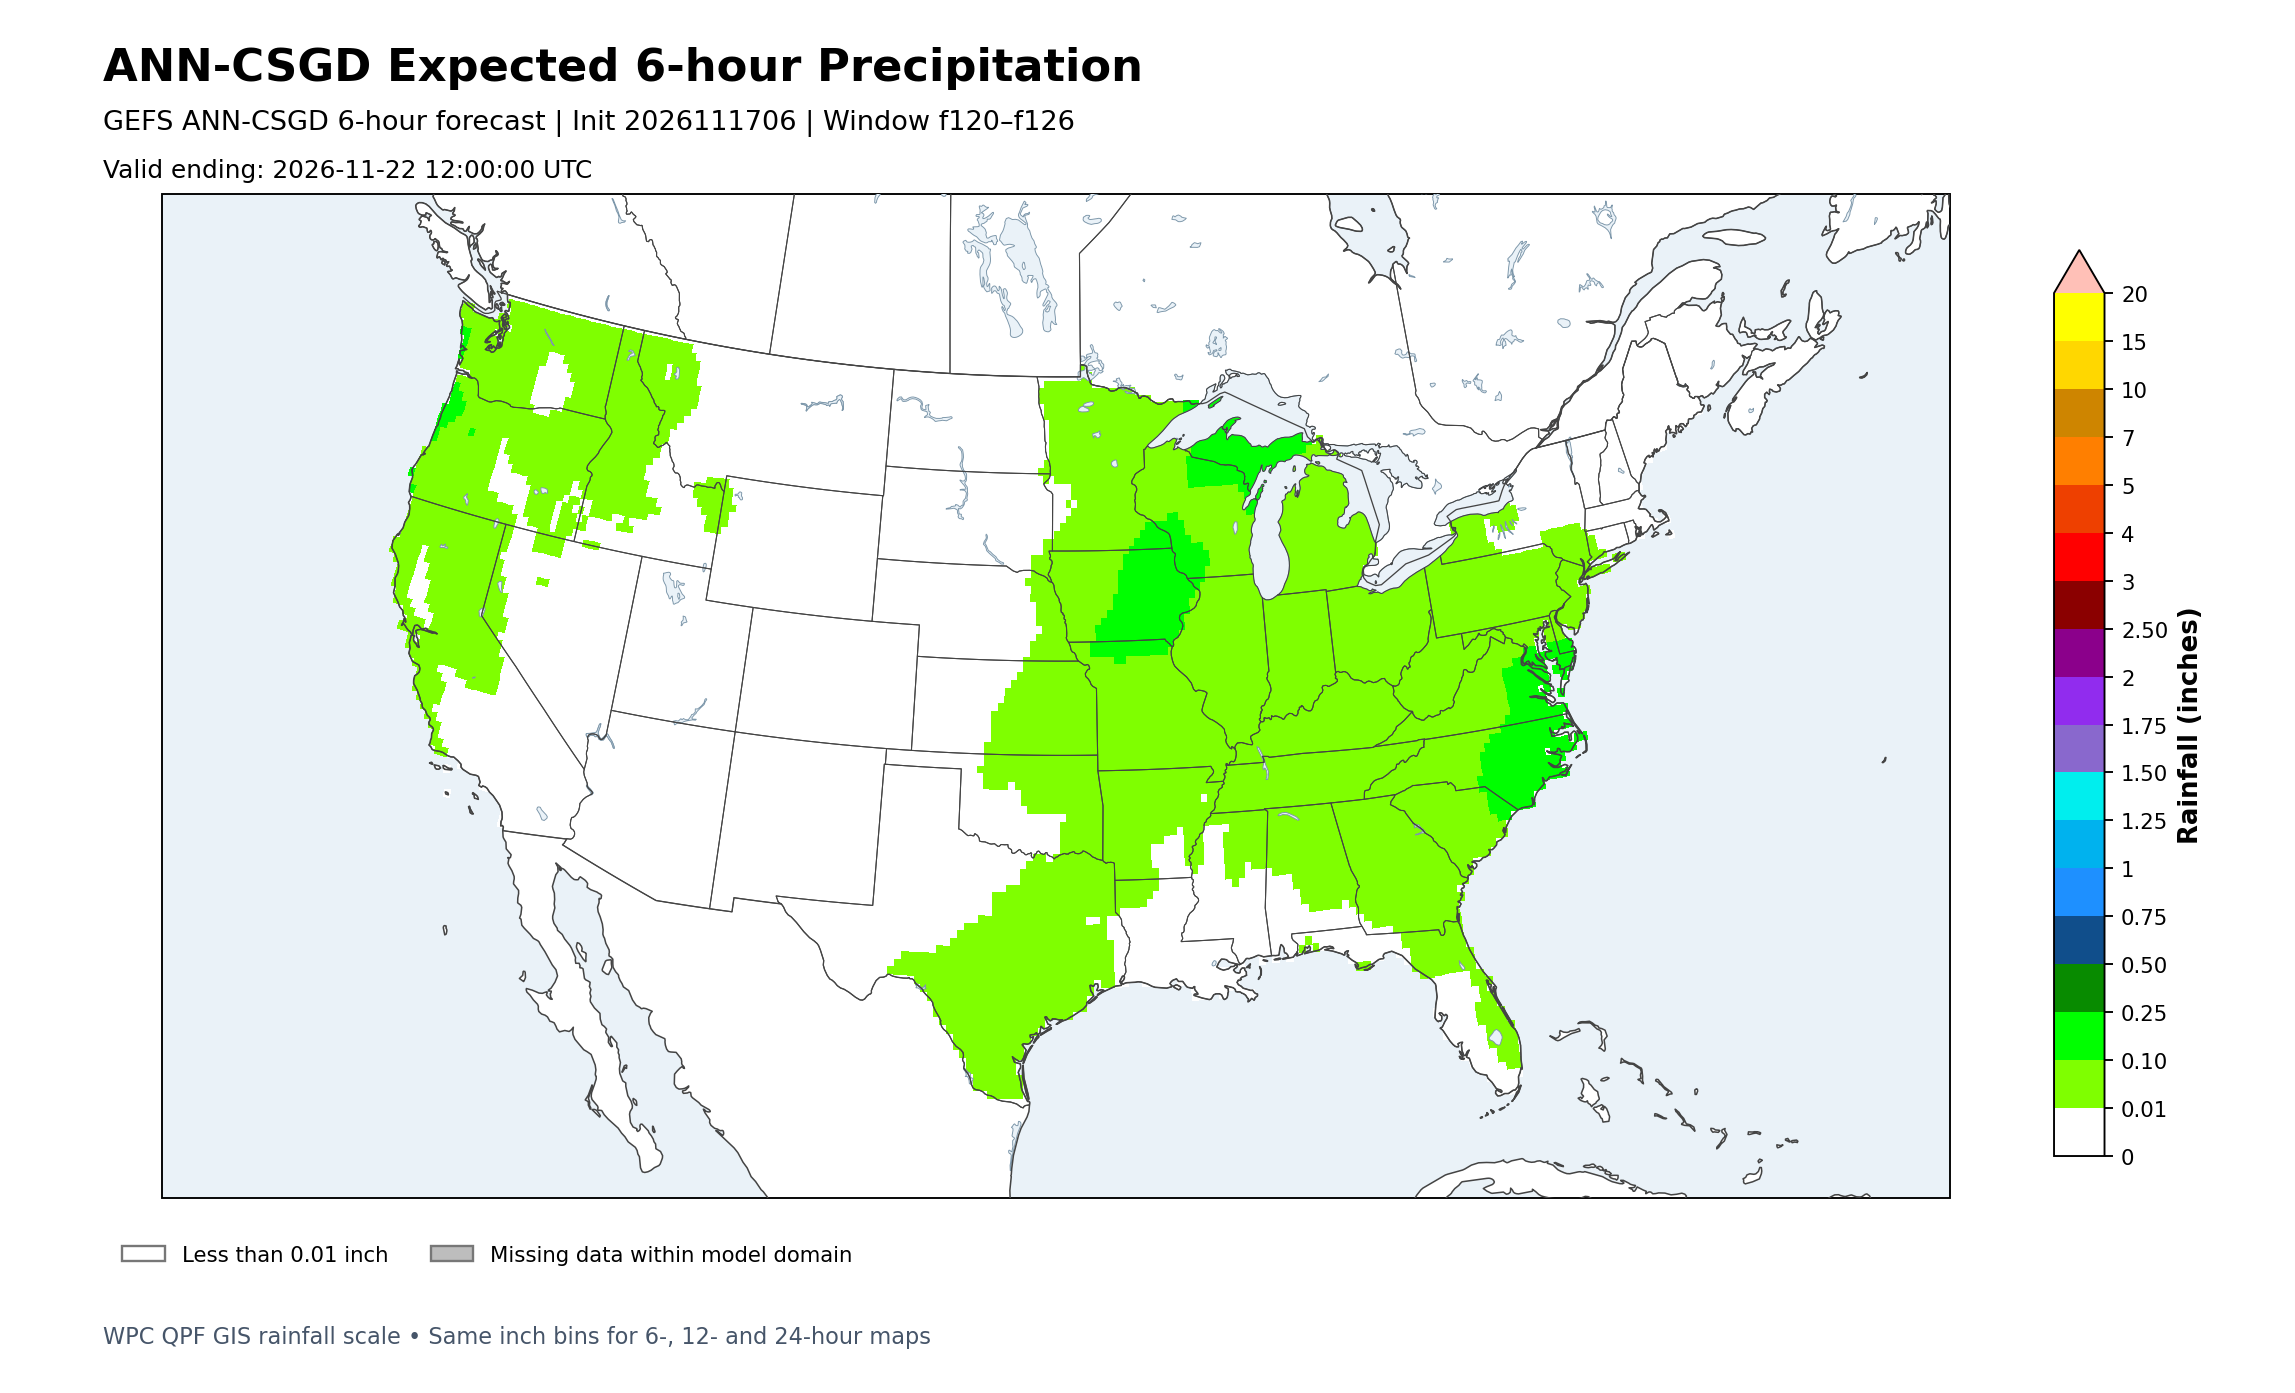 ANN-CSGD Expected 6-hour Precipitation
GEFS ANN-CSGD 6-hour forecast | Init 2026111706 | Window f120–f126
Valid ending: 2026-11-22 12:00:00 UTC
20
15
10
7
5
4
3
2.50
2
1.75
1.50
1.25
1
0.75
0.50
0.25
0.10
0.01
0
Rainfall (inches)
Less than 0.01 inch
Missing data within model domain
WPC QPF GIS rainfall scale • Same inch bins for 6-, 12- and 24-hour maps